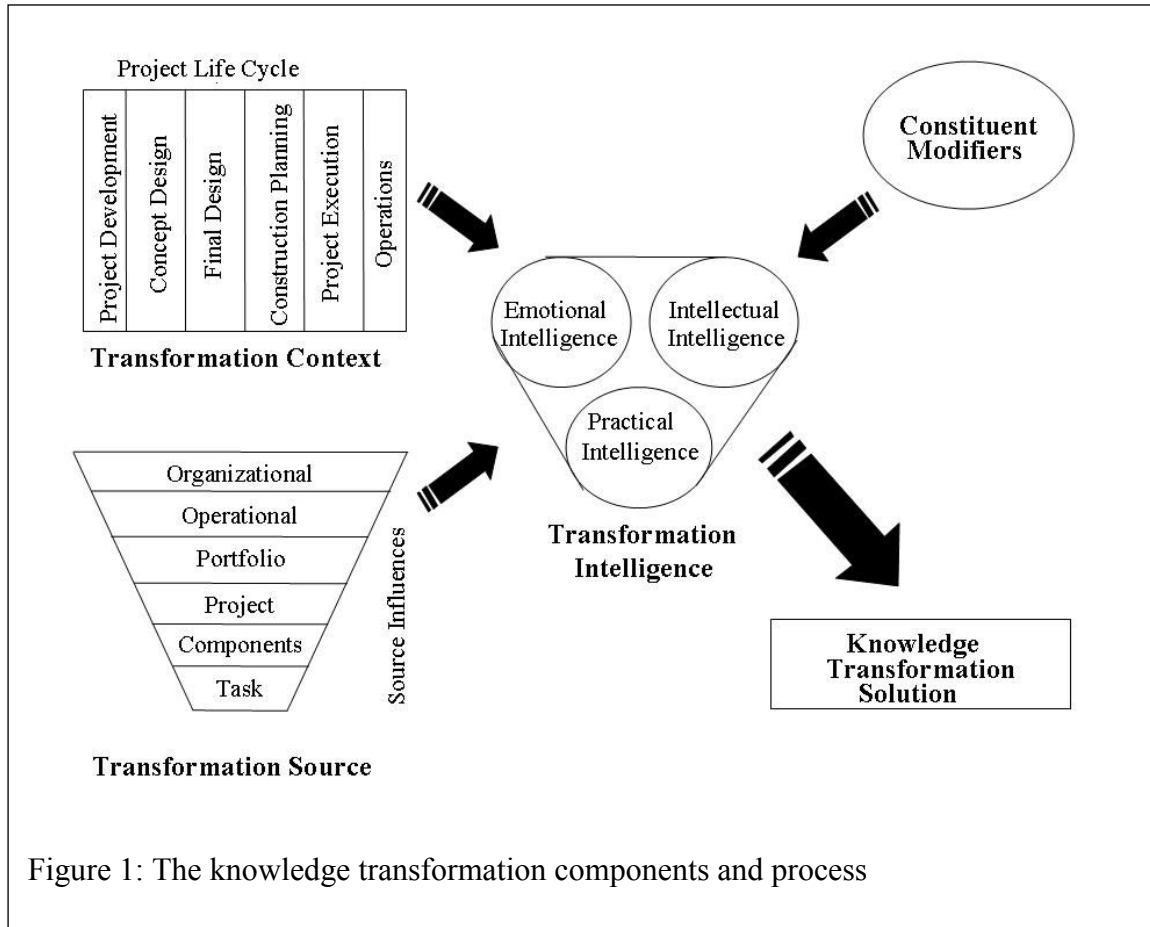 Project Life Cycle
Project Development
Concept Design
Final Design
Construction Planning
Project Execution
Operations
Transformation Context
Constituent
Modifiers
Emotional
Intelligence
Intellectual
Intelligence
Practical
Intelligence
Transformation
Intelligence
Organizational
Operational
Portfolio
Project
Components
Task
Source Influences
Transformation Source
Knowledge
Transformation
Solution
Figure 1: The knowledge transformation components and process